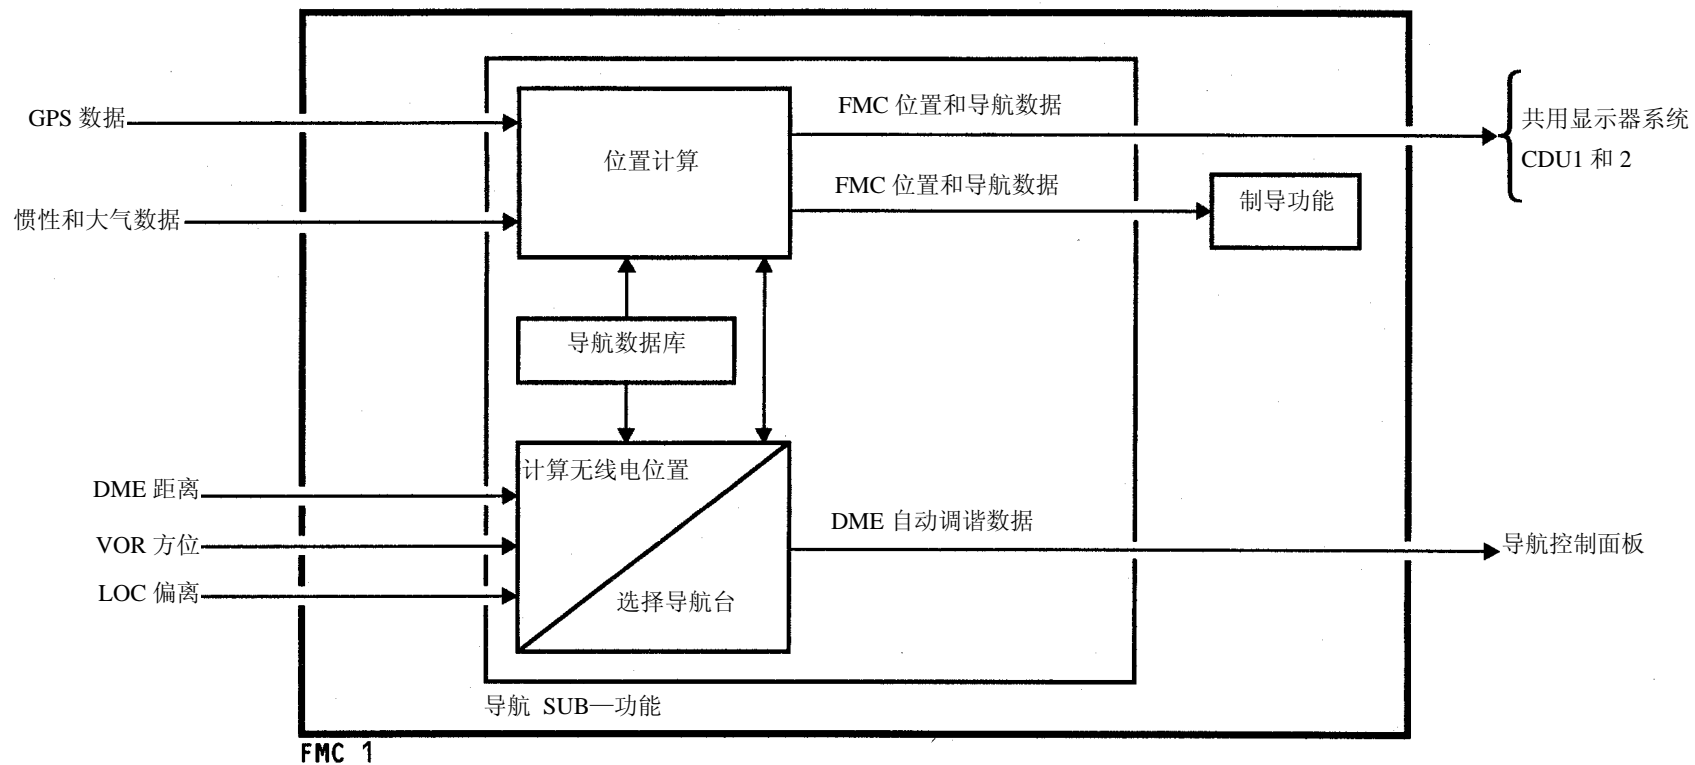 GPS 数据
惯性和大气数据
位置计算
FMC 位置和导航数据
FMC 位置和导航数据
共用显示器系统
CDU1 和 2
制导功能
导航数据库
DME 距离
VOR 方位
LOC 偏离
计算无线电位置
选择导航台
DME 自动调谐数据
导航控制面板
导航 SUB—功能
FMC 1